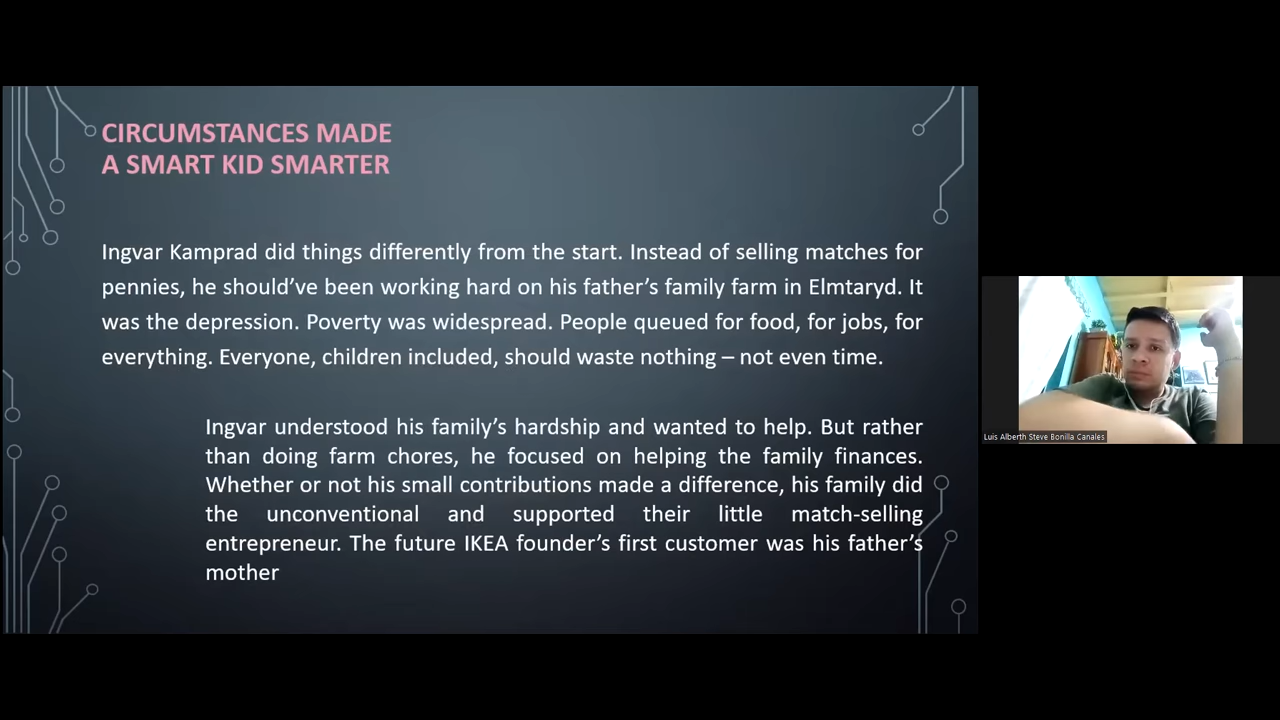 CIRCUMSTANCES MADE
A SMART KID SMARTER
Ingvar Kamprad did things differently from the start. Instead of selling matches for
pennies, he should’ve been working hard on his father’s family farm in Elmtaryd. It
was the depression. Poverty was widespread. People queued for food, for jobs, for
everything. Everyone, children included, should waste nothing – not even time.
Ingvar understood his family’s hardship and wanted to help. But rather
than doing farm chores, he focused on helping the family finances.
Whether or not his small contributions made a difference, his family did
the unconventional and supported their little match-selling
entrepreneur. The future IKEA founder’s first customer was his father’s
mother
Luis Alberth Steve Bonilla Canales